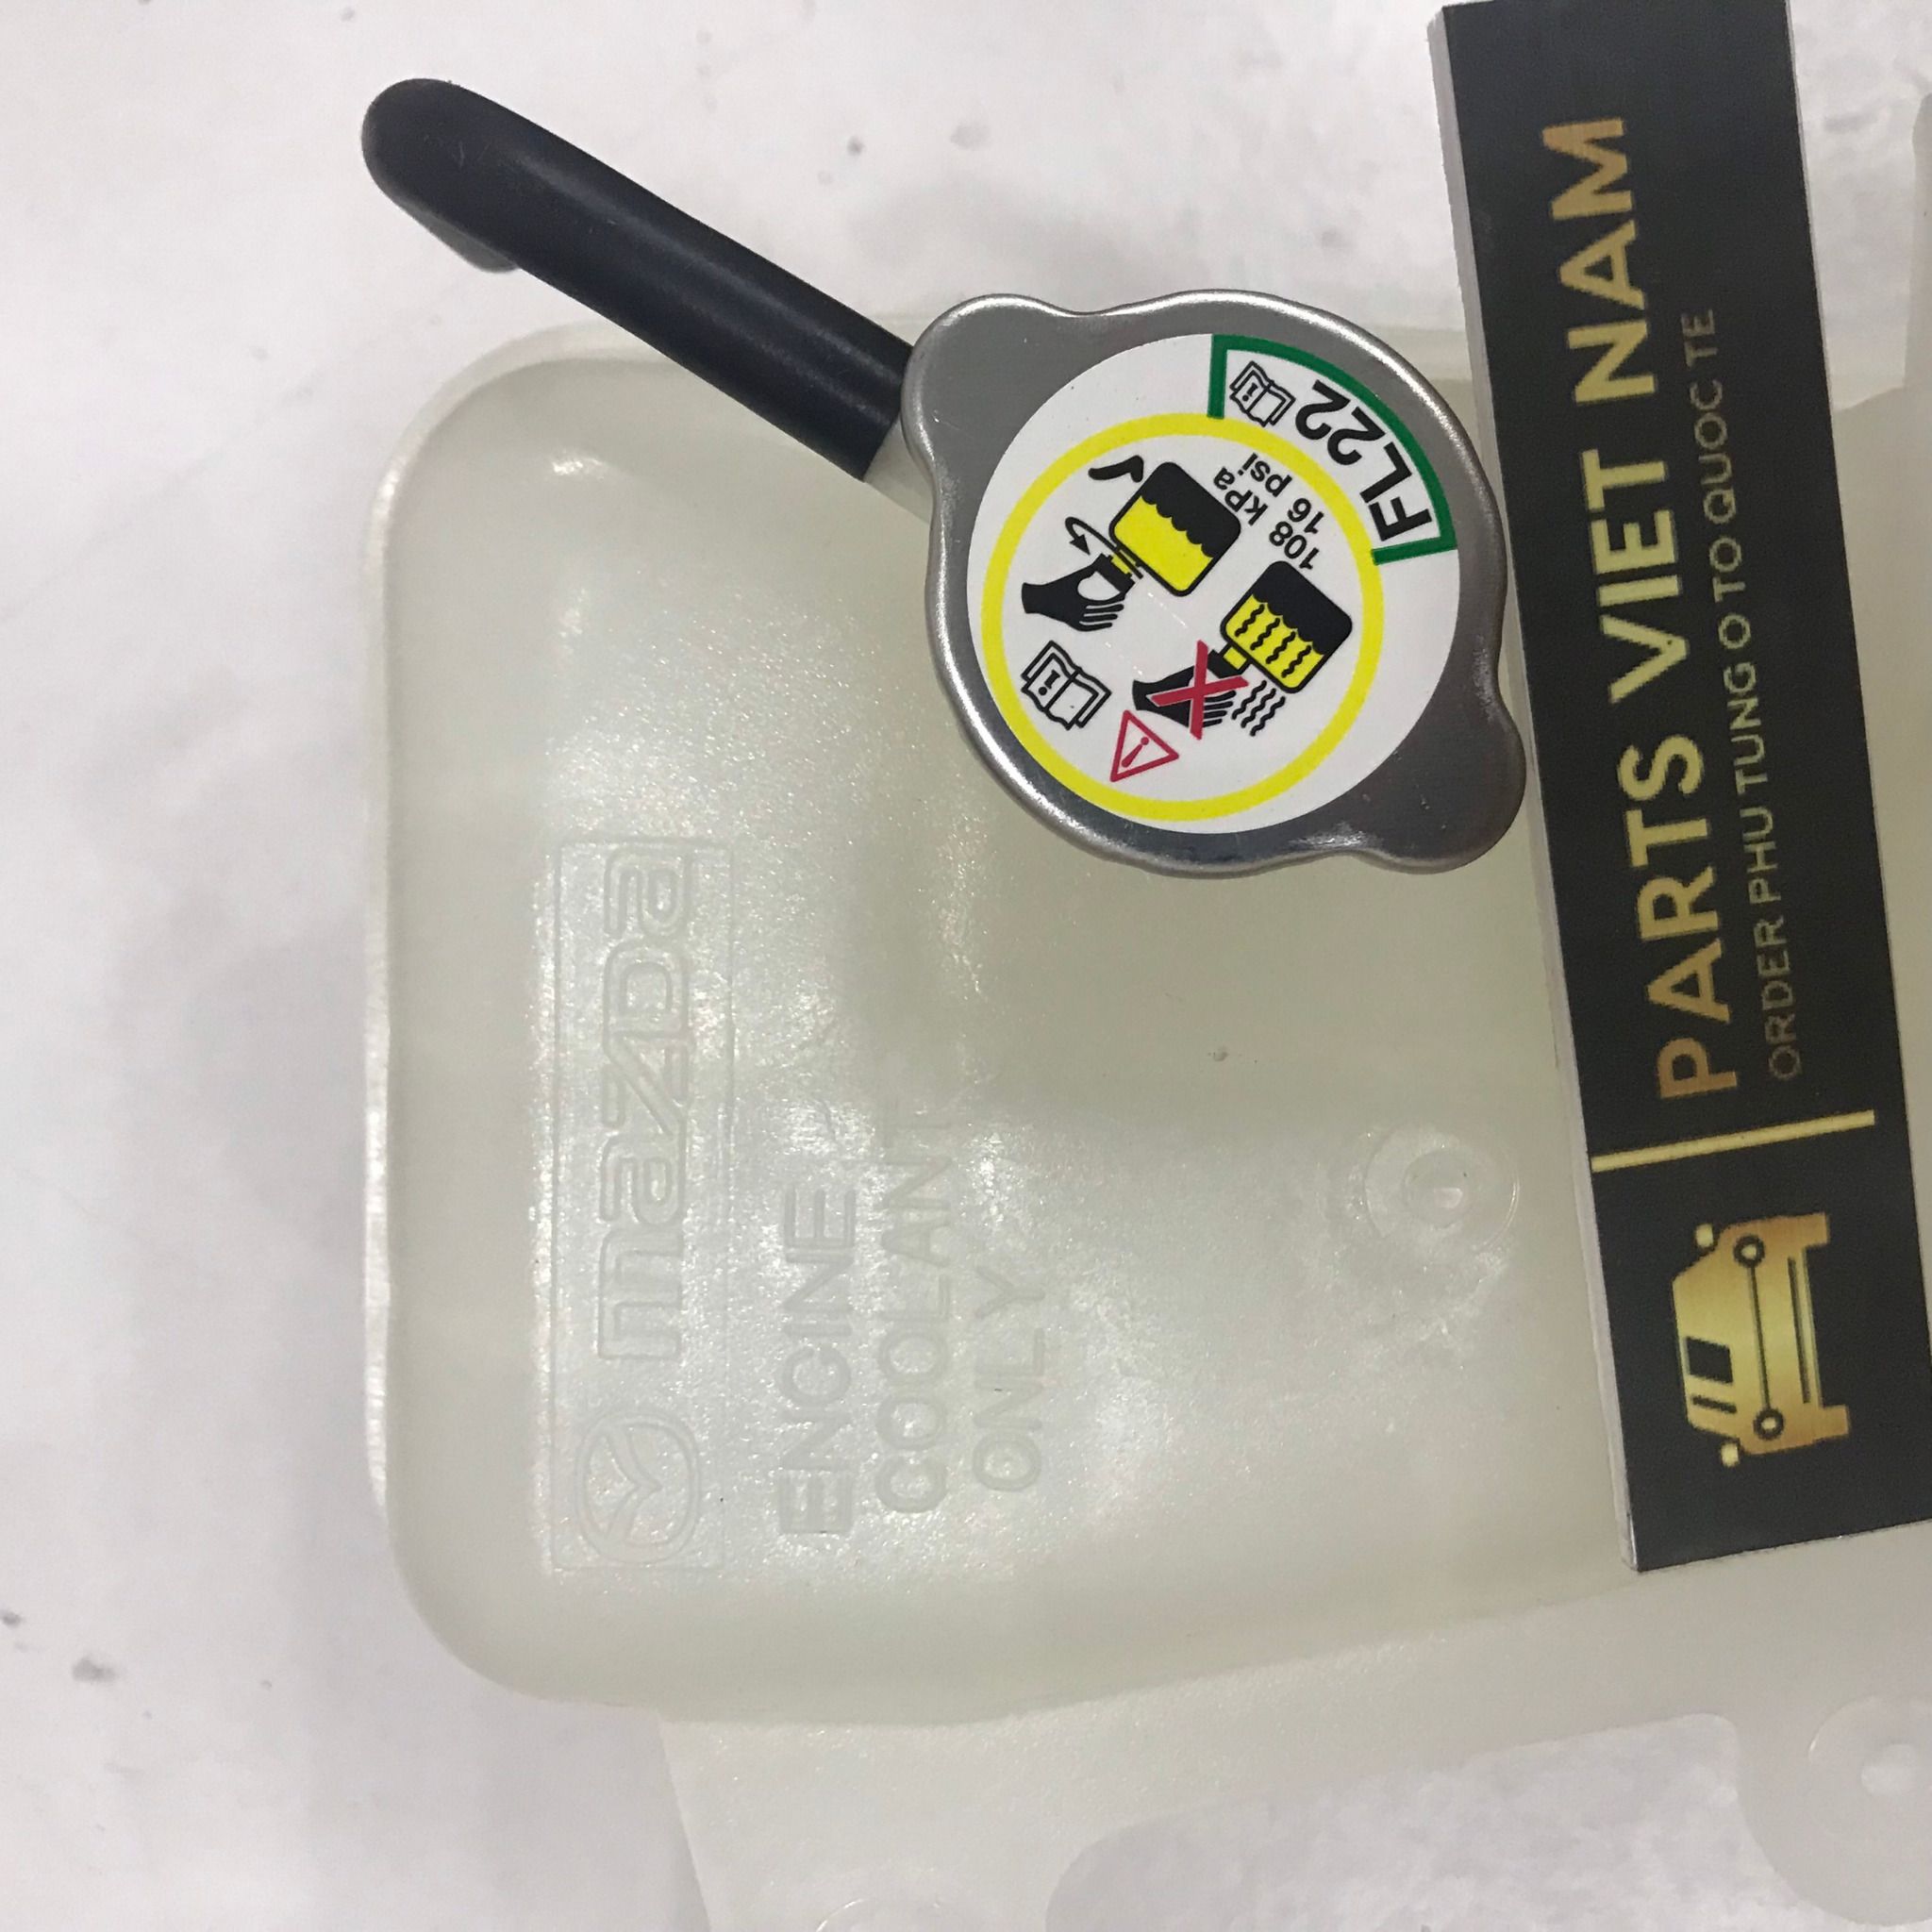 FL22
108 kPa
16 psi
mazda
ENGINE
COOLANT
ONLY
PARTS VIET NAM
ORDER PHU TUNG O TO QUOC TE